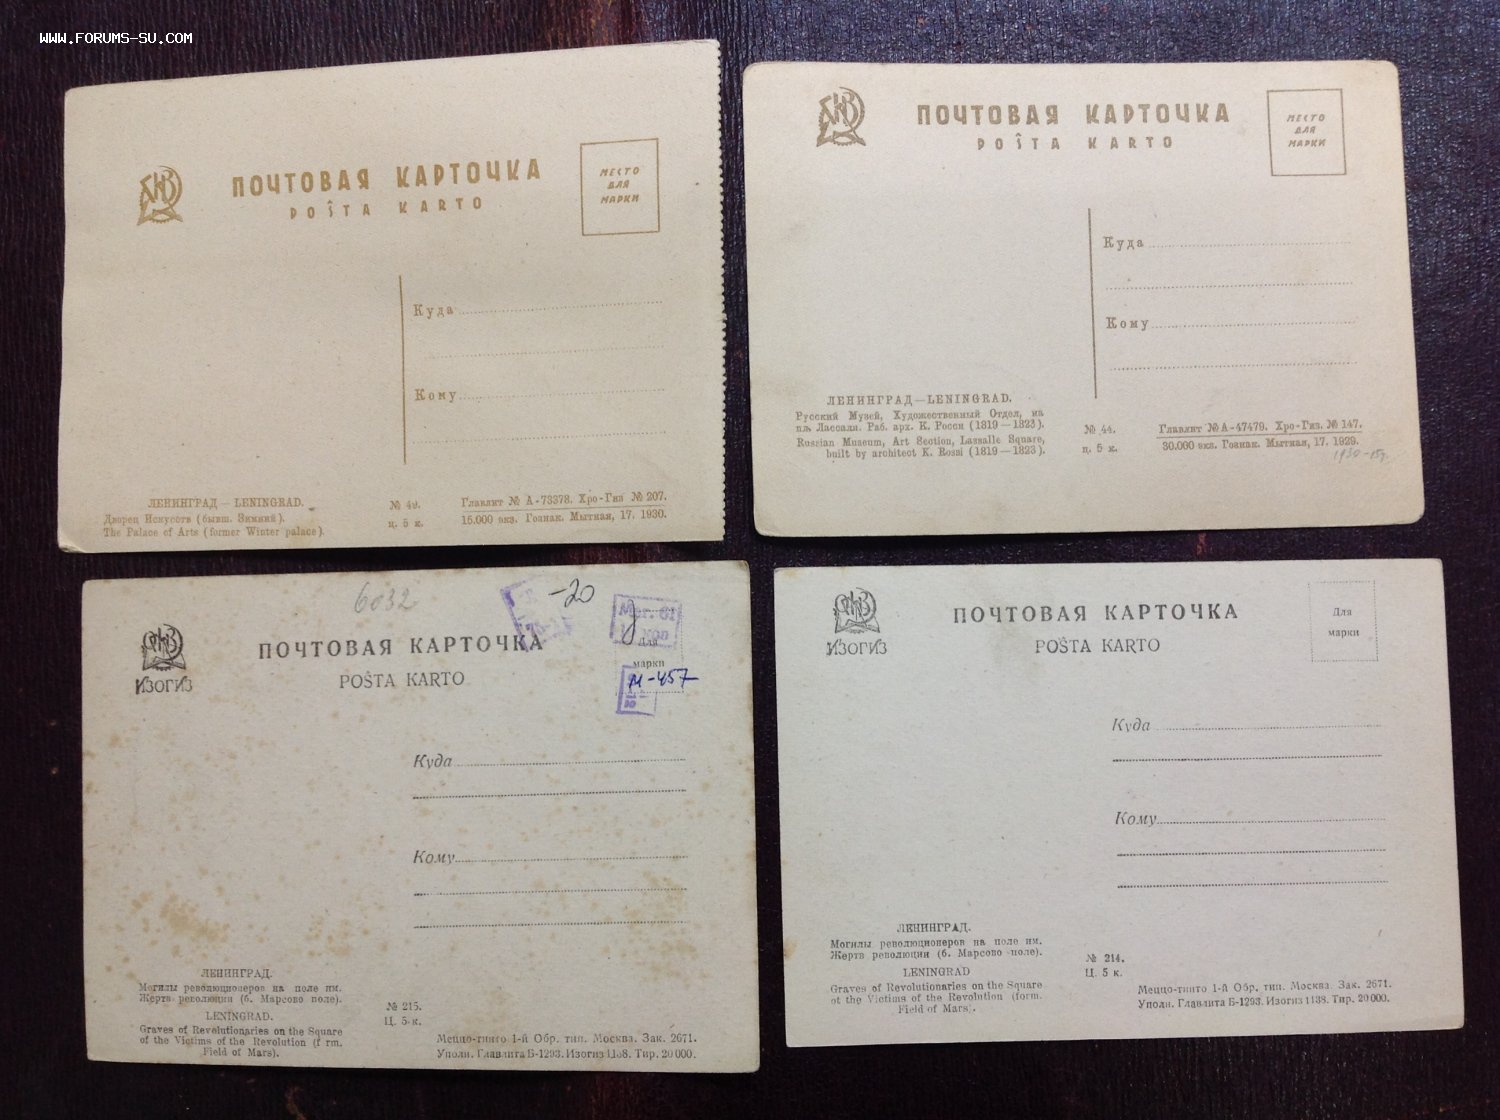 WWW.FORUMS-SU.COM
ПОЧТОВАЯ КАРТОЧКА
POŜTA KARTO
МЕСТО
ДЛЯ
МАРКИ
Куда
Кому
ЛЕНИНГРАД — LENINGRAD.
Дворец Искусств (бывш. Зимний).
The Palace of Arts (former Winter palace).
ц. 5 к.
Главлит № А-73378. Хро-Гиз № 207.
15.000 экз. Гознак. Мытная, 17. 1930.
ПОЧТОВАЯ КАРТОЧКА
POŜTA KARTO
МЕСТО
ДЛЯ
МАРКИ
Куда
Кому
ЛЕНИНГРАД — LENINGRAD.
Русский Музей, Художественный Отдел, на
пл. Лассаля. Раб. арх. К. Росси (1819 — 1823).
Russian Museum, Art Section, Lassalle Square,
built by architect K. Rossi (1819 — 1823).
№ 44.
ц. 5 к.
Главлит № А-47479. Хро-Гиз. № 147.
30.000 экз. Гознак. Мытная, 17. 1929.
6032
-20
ИЗОГИЗ
ПОЧТОВАЯ КАРТОЧКА
POŜTA KARTO
Маг. 61
Для
марки
м-457
Куда
Кому
ЛЕНИНГРАД.
Могилы революционеров на поле им.
Жертв революции (б. Марсово поле).
LENINGRAD.
Graves of Revolutionaries on the Square
of the Victims of the Revolution (f rm.
Field of Mars).
№ 215.
Ц. 5 к.
Меццо-тинто 1-й Обр. тип. Москва. Зак. 2671.
Уполн. Главлита Б-1293. Изогиз 1138. Тир. 20 000.
ИЗОГИЗ
ПОЧТОВАЯ КАРТОЧКА
POŜTA KARTO
Для
марки
Куда
Кому
ЛЕНИНГРАД.
Могилы революционеров на поле им.
Жертв революции (б. Марсово поле).
LENINGRAD
Graves of Revolutionaries on the Square
of the Victims of the Revolution (form.
Field of Mars).
№ 214.
Ц. 5 к.
Меццо-тинто 1-й Обр. тип. Москва. Зак. 2671.
Уполн. Главлита Б-1293. Изогиз 1138. Тир. 20 000.